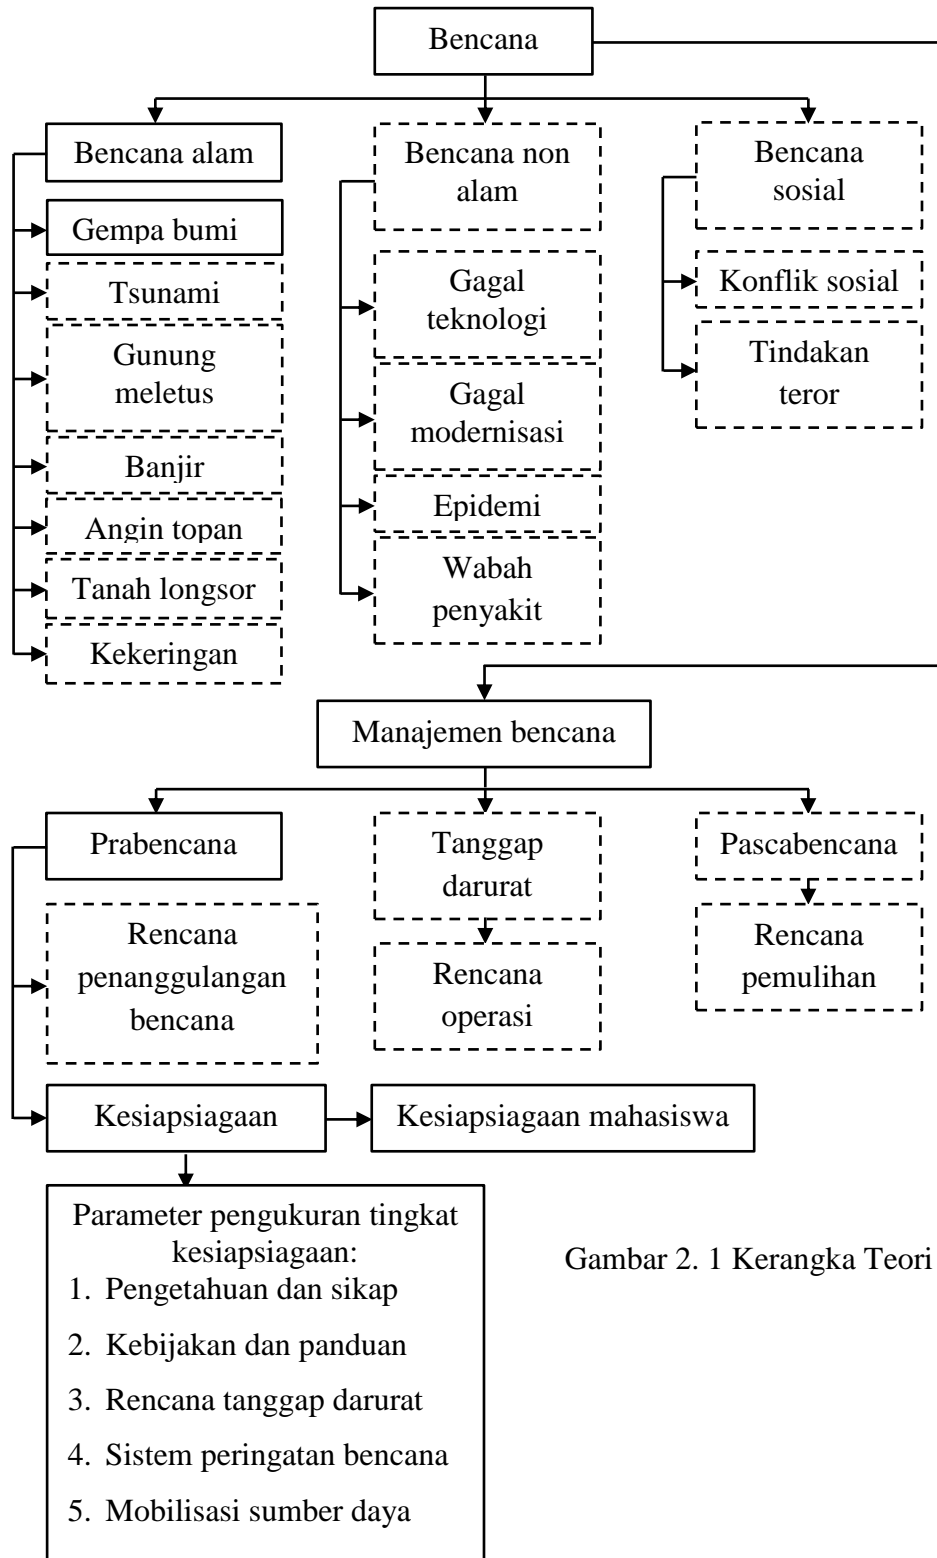 Bencana
Bencana alam
Gempa bumi
Tsunami
Gunung
meletus
Banjir
Angin topan
Tanah longsor
Kekeringan
Bencana non
alam
Gagal
teknologi
Gagal
modernisasi
Epidemi
Wabah
penyakit
Bencana
sosial
Konflik sosial
Tindakan
teror
Manajemen bencana
Prabencana
Rencana
penanggulangan
bencana
Tanggap
darurat
Rencana
operasi
Pascabencana
Rencana
pemulihan
Kesiapsiagaan
Kesiapsiagaan mahasiswa
Parameter pengukuran tingkat
kesiapsiagaan:
1. Pengetahuan dan sikap
2. Kebijakan dan panduan
3. Rencana tanggap darurat
4. Sistem peringatan bencana
5. Mobilisasi sumber daya
Gambar 2. 1 Kerangka Teori